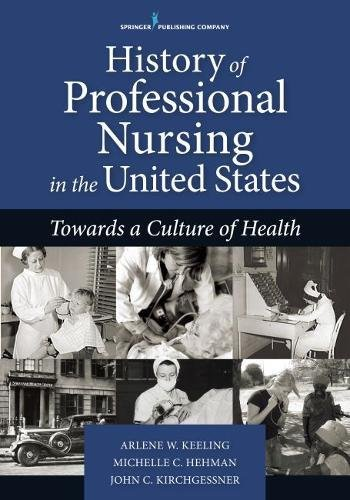 SPRINGER PUBLISHING COMPANY
History of
Professional
Nursing
in the United States
Towards a Culture of Health
ARLENE W. KEELING
MICHELLE C. HEHMAN
JOHN C. KIRCHGESSNER